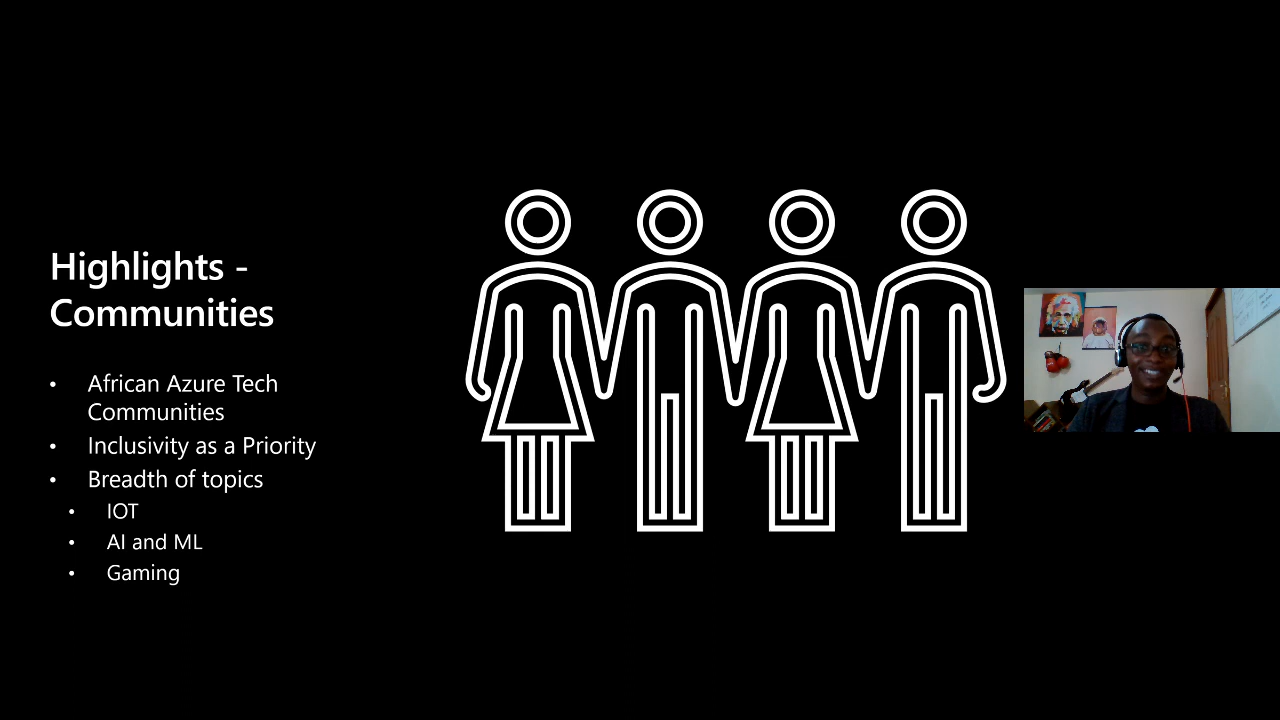 Highlights -
Communities
• African Azure Tech
Communities
• Inclusivity as a Priority
• Breadth of topics
• IOT
• AI and ML
• Gaming